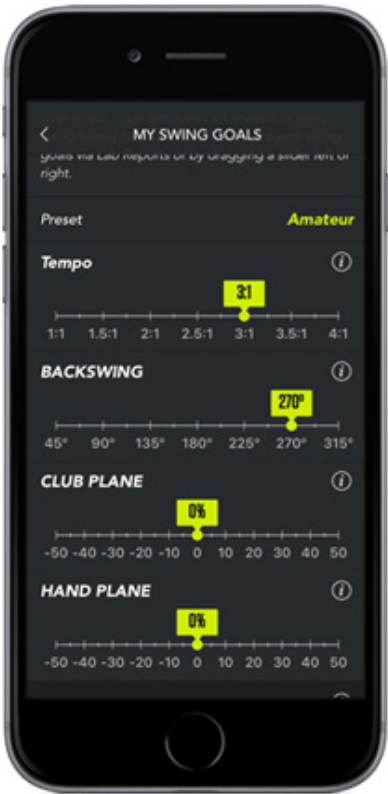 MY SWING GOALS
goals via Lab Reports or by dragging a slider left or
right.
Preset Amateur
Tempo
3:1
1:1 1.5:1 2:1 2.5:1 3:1 3.5:1 4:1
BACKSWING
270°
45° 90° 135° 180° 225° 270° 315°
CLUB PLANE
0%
-50 -40 -30 -20 -10 0 10 20 30 40 50
HAND PLANE
0%
-50 -40 -30 -20 -10 0 10 20 30 40 50